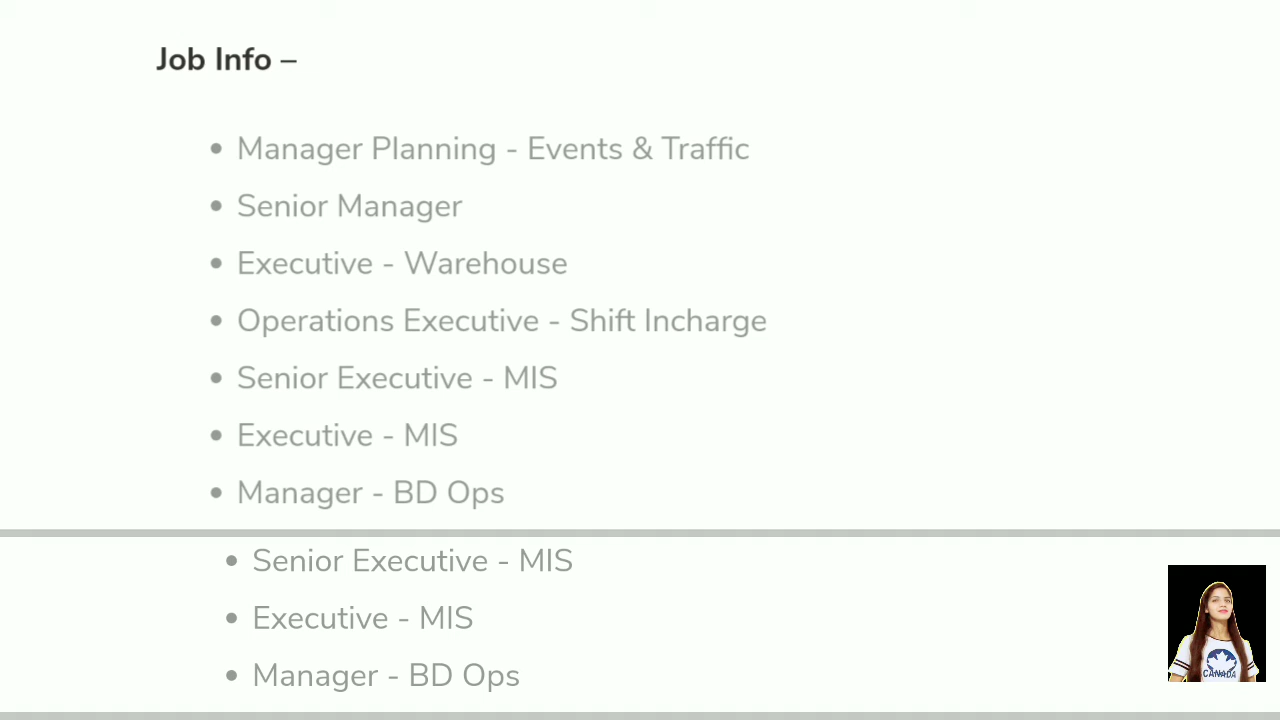 Job Info –
• Manager Planning - Events & Traffic
• Senior Manager
• Executive - Warehouse
• Operations Executive - Shift Incharge
• Senior Executive - MIS
• Executive - MIS
• Manager - BD Ops
• Senior Executive - MIS
• Executive - MIS
• Manager - BD Ops
CANADA